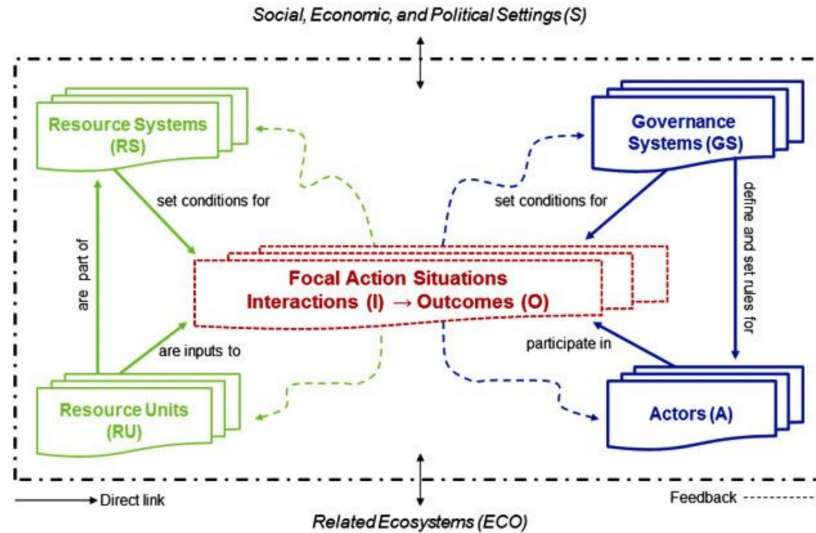 Social, Economic, and Political Settings (S)
Resource Systems
(RS)
Governance
Systems (GS)
set conditions for
set conditions for
are part of
define and set rules for
Focal Action Situations
Interactions (I) → Outcomes (O)
are inputs to
participate in
Resource Units
(RU)
Actors (A)
Direct link
Feedback
Related Ecosystems (ECO)